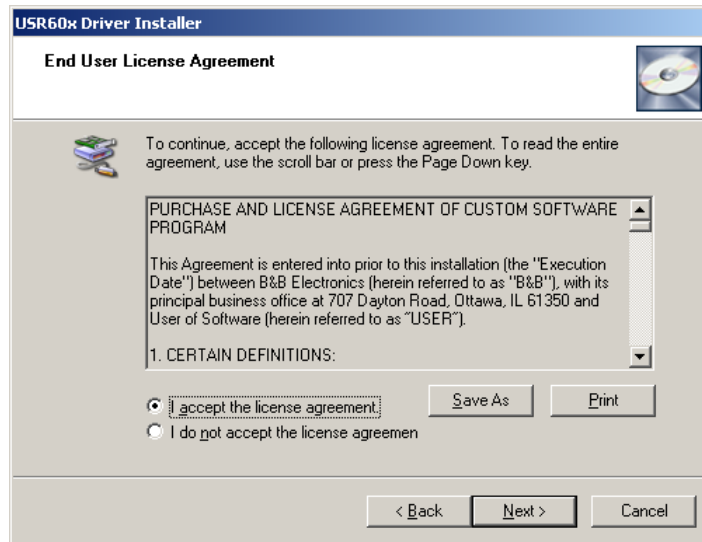 USR60x Driver Installer
End User License Agreement
To continue, accept the following license agreement. To read the entire
agreement, use the scroll bar or press the Page Down key.
PURCHASE AND LICENSE AGREEMENT OF CUSTOM SOFTWARE
PROGRAM
This Agreement is entered into prior to this installation (the "Execution
Date") between B&B Electronics (herein referred to as "B&B"), with its
principal business office at 707 Dayton Road, Ottawa, IL 61350 and
User of Software (herein referred to as ˝USER˝).
1. CERTAIN DEFINITIONS:
I accept the license agreement.
Save As
Print
I do not accept the license agreemen
< Back
Next >
Cancel